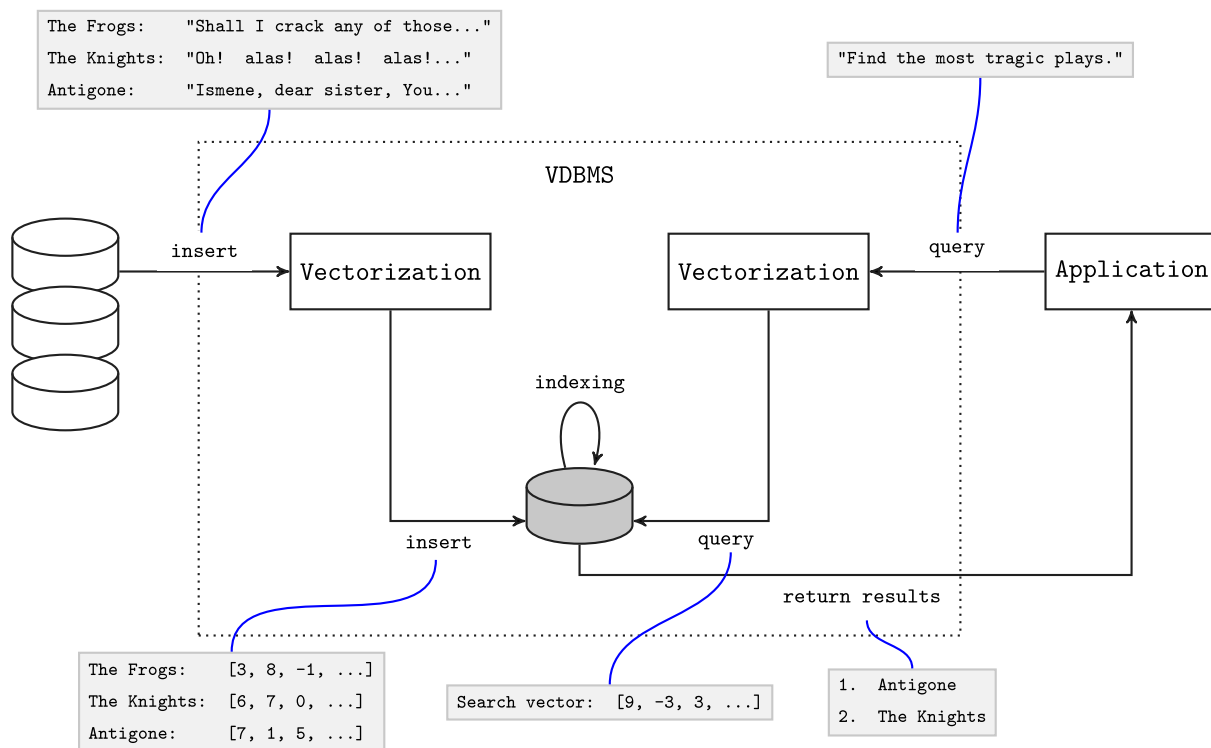 The Frogs: "Shall I crack any of those..."
The Knights: "Oh! alas! alas! alas!..."
Antigone: "Ismene, dear sister, You..."
"Find the most tragic plays."
VDBMS
insert
query
Vectorization
Vectorization
Application
indexing
insert
query
return results
The Frogs: [3, 8, -1, ...]
The Knights: [6, 7, 0, ...]
Antigone: [7, 1, 5, ...]
Search vector: [9, -3, 3, ...]
1. Antigone
2. The Knights